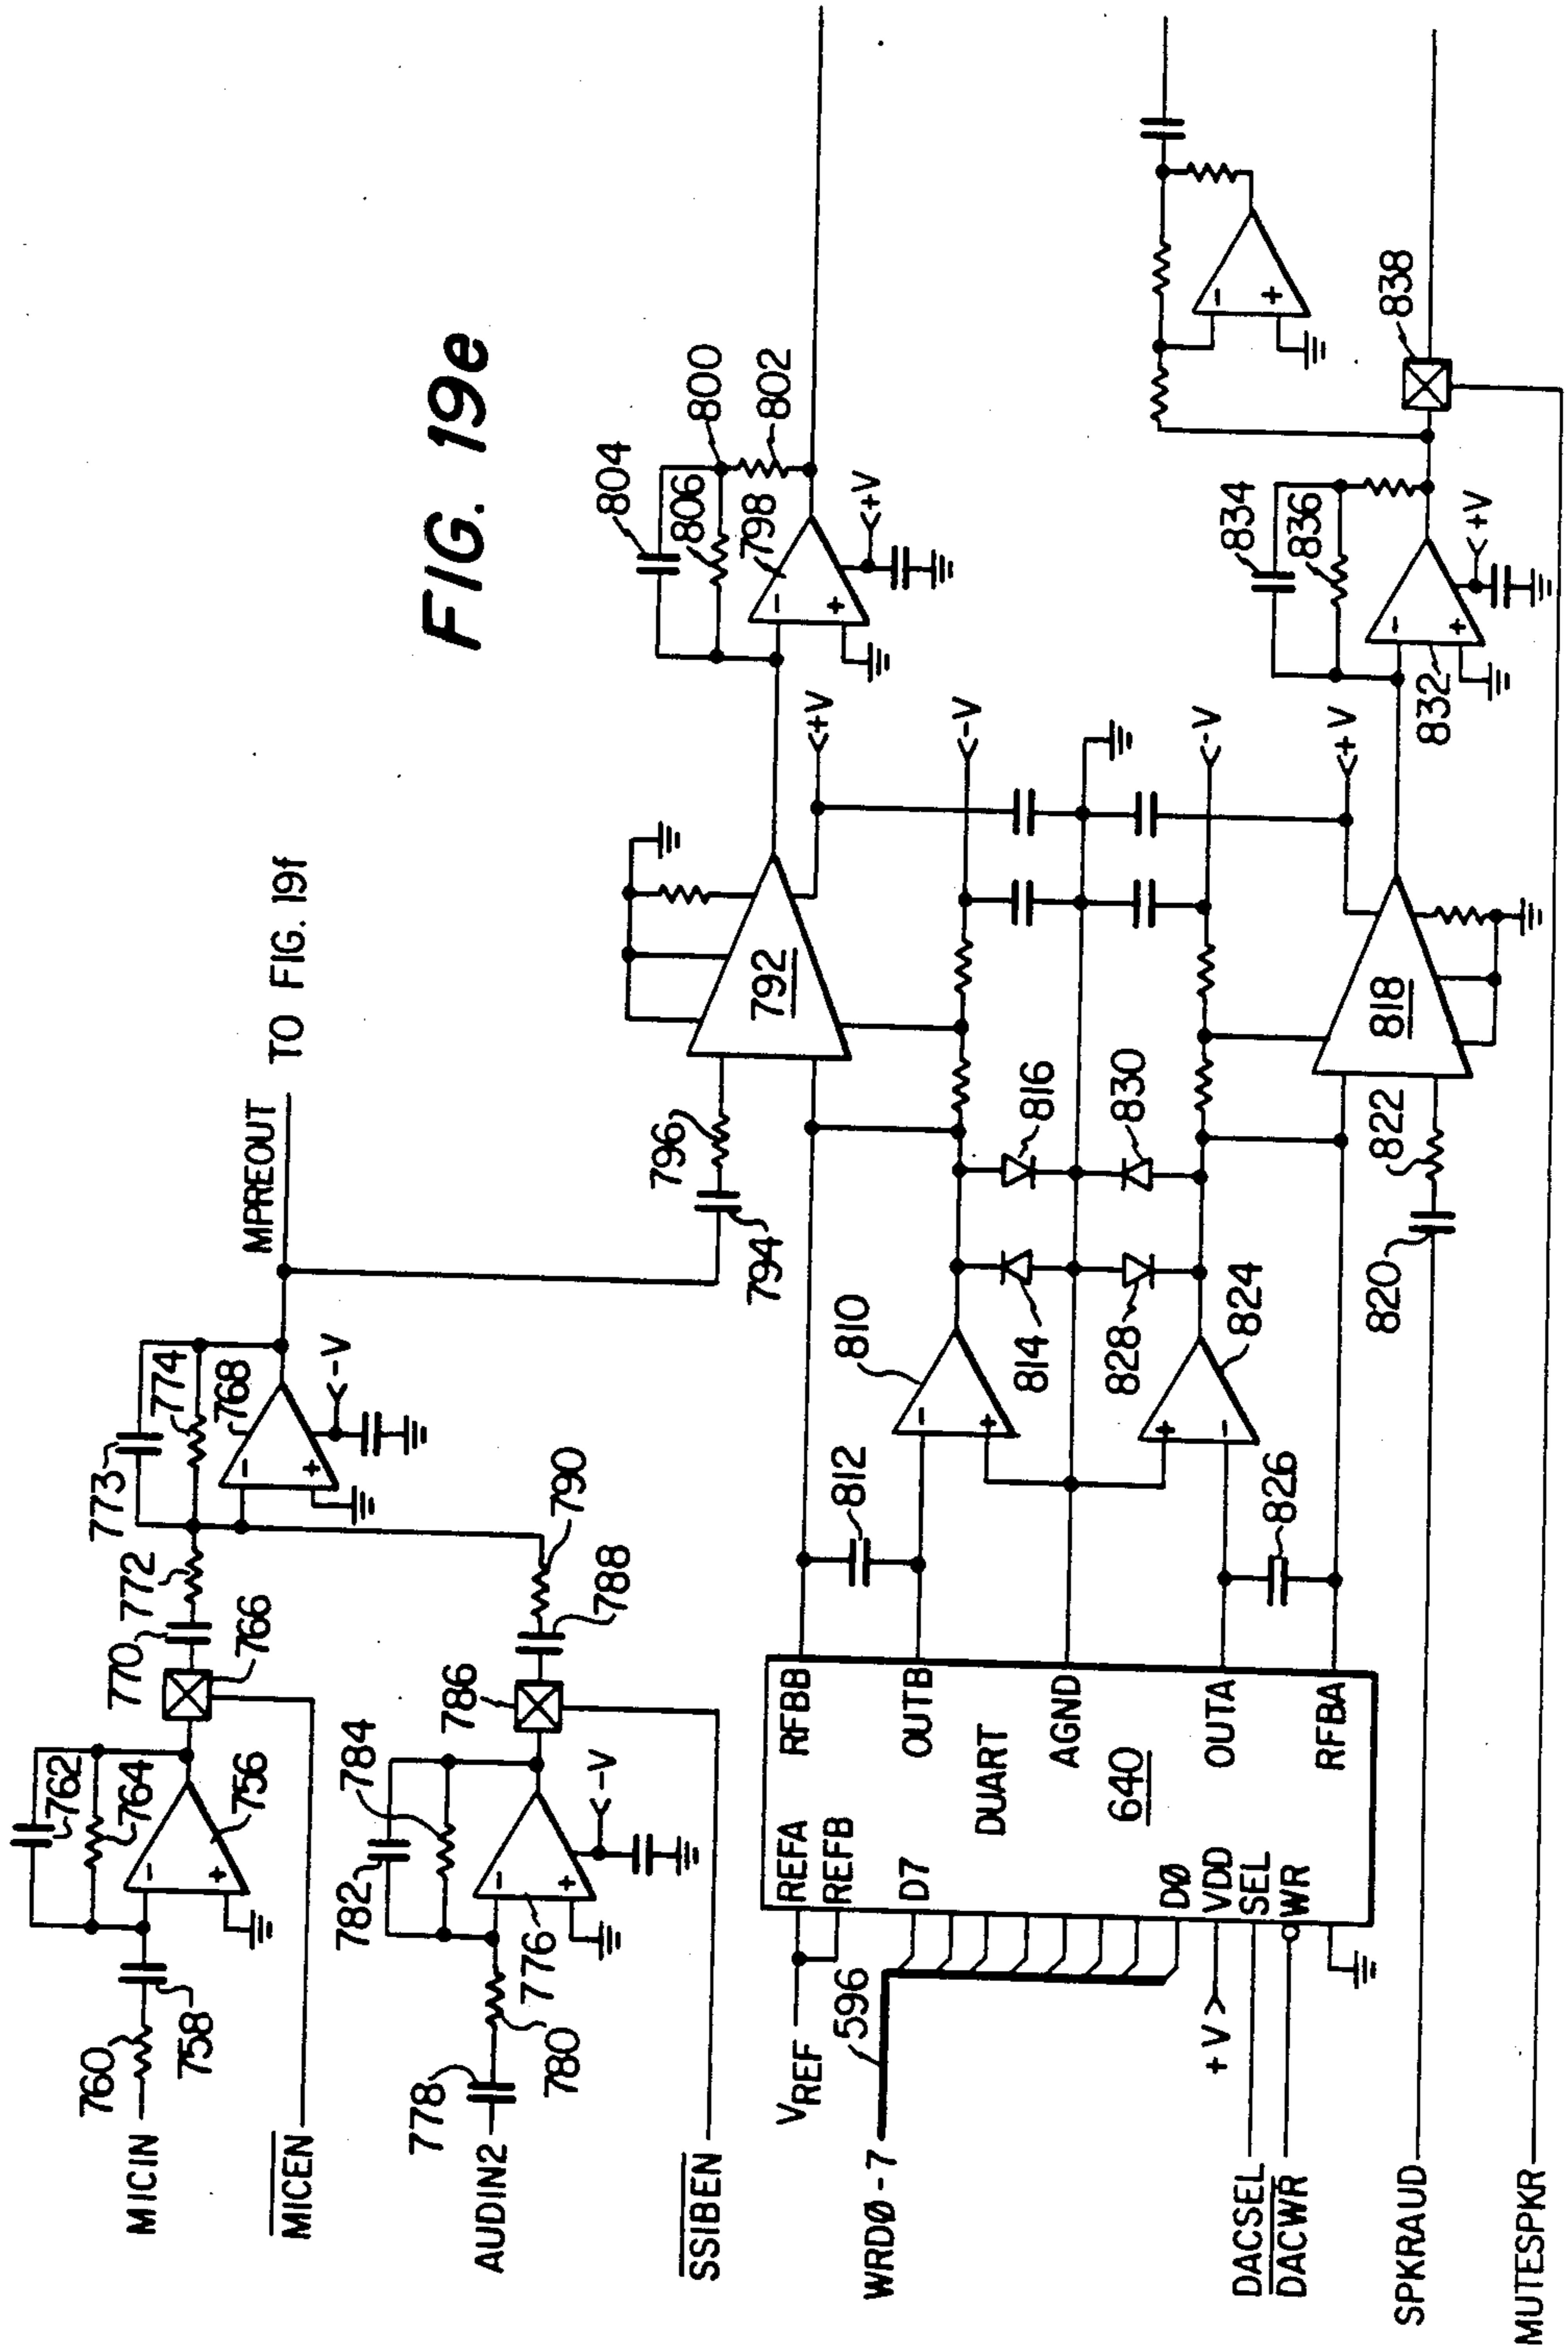 FIG. 19e
MICIN
760
758
762
764
756
766
770
772
773
774
768
<-V
MPREOUT
TO FIG. 19f
MICEN
AUDIN2
778
780
776
782
784
786
788
790
<-V
SSIBEN
794
796
792
<+V
804
806
800
802
798
<+V
VREF
WRDØ-7
596
+V>
DACSEL
DACWR
REFA
REFB
D7
DØ
VDD
SEL
WR
DUART
640
RFBB
OUTB
AGND
OUTA
RFBA
812
826
810
824
814
816
828
830
<-V
<-V
<+V
SPKRAUD
820
822
818
834
836
832
<+V
838
MUTESPKR